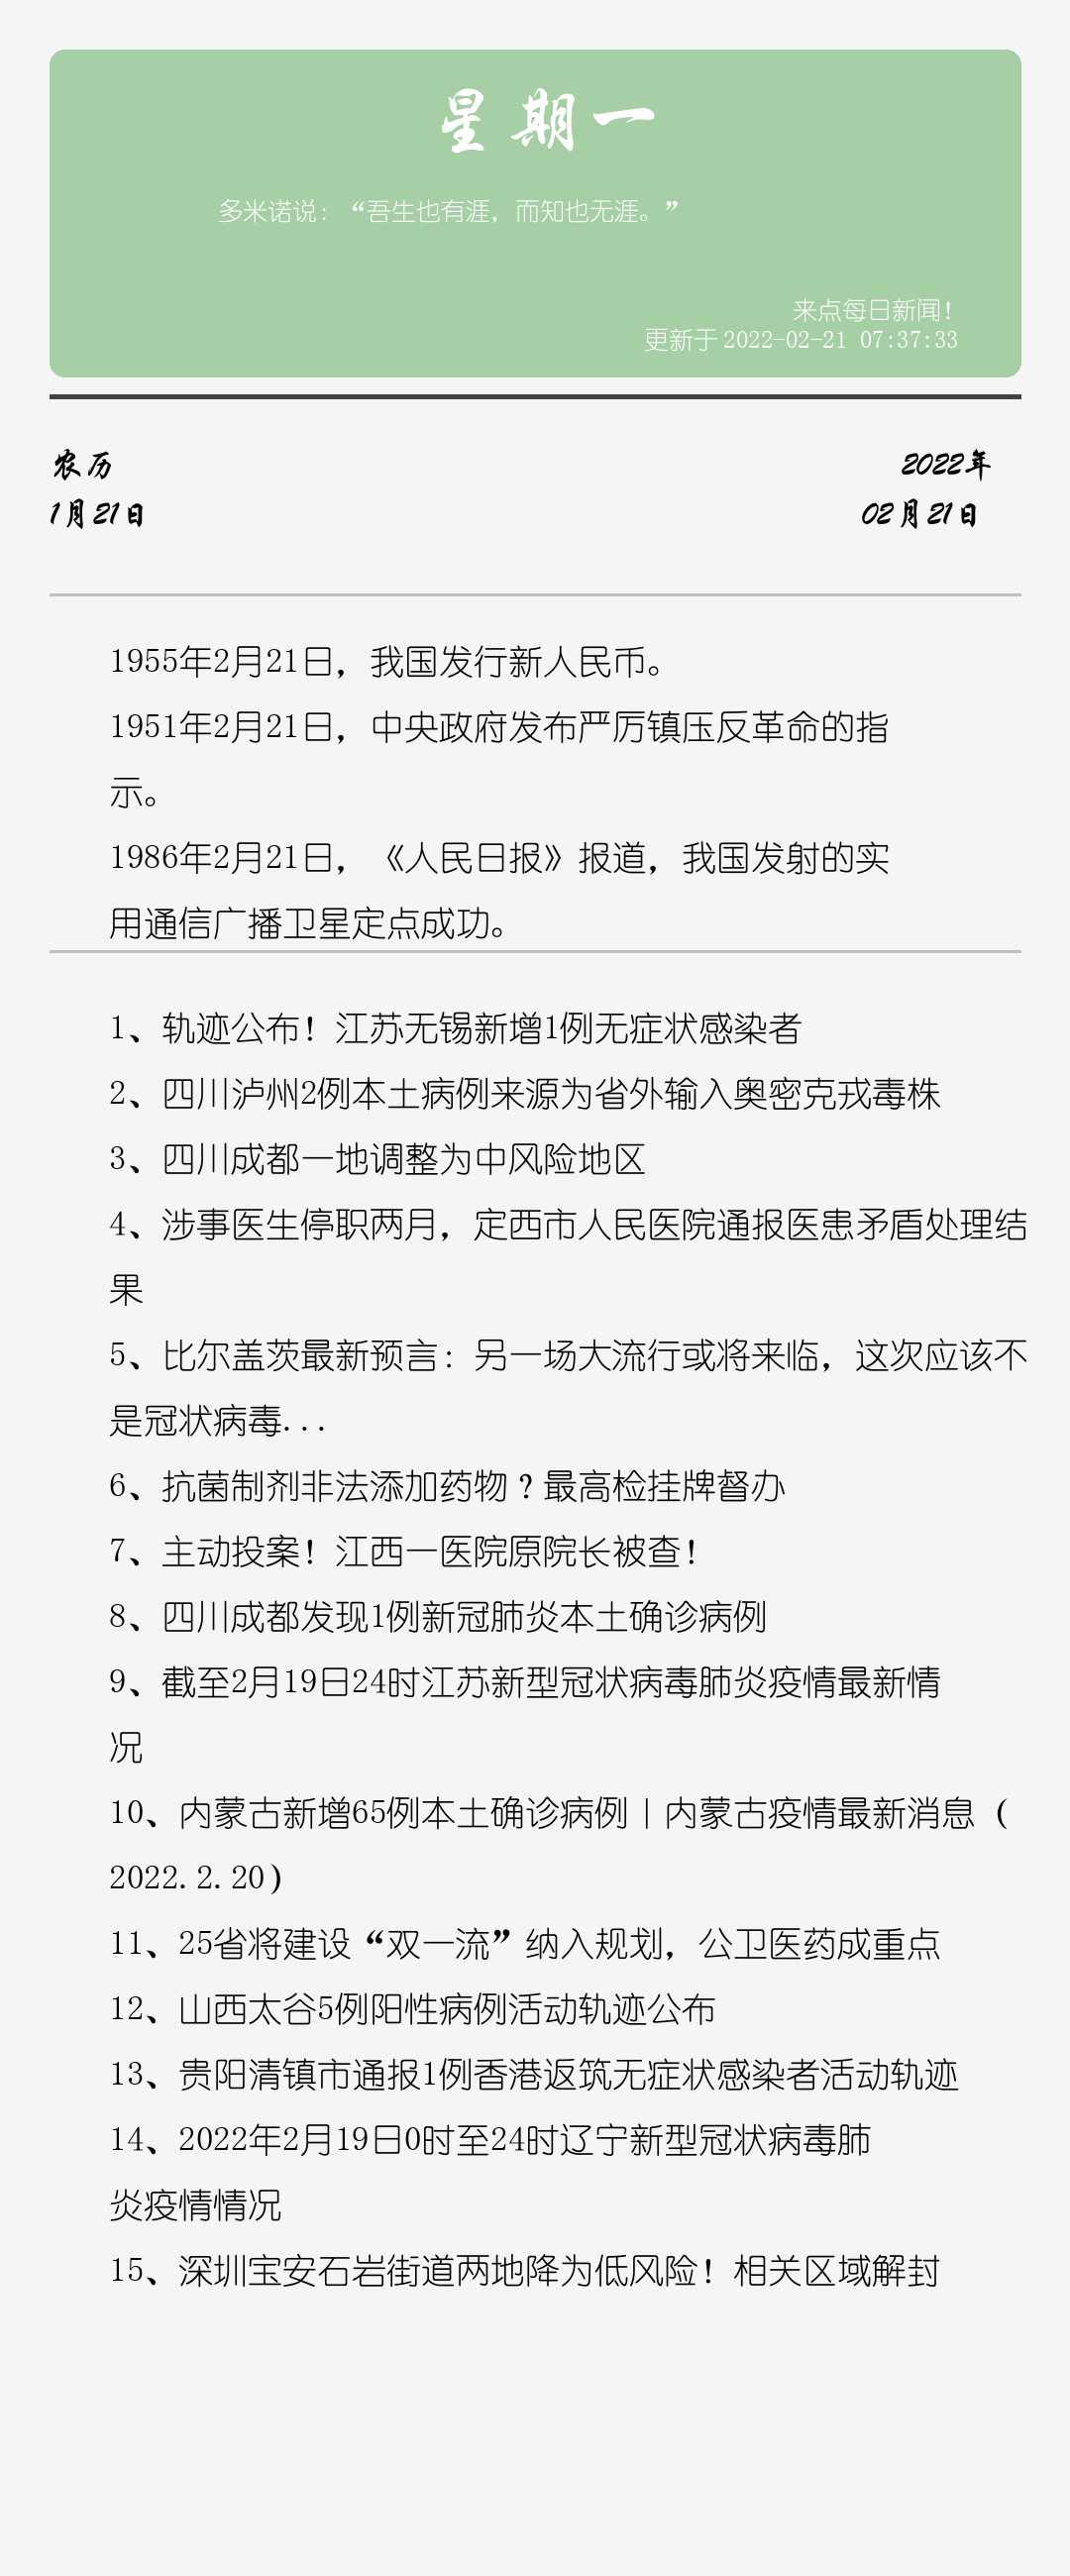 星期一
多米诺说：“吾生也有涯，而知也无涯。”
来点每日新闻！
更新于 2022-02-21 07:37:33
农历
2022年
1月21日
02月21日
1955年2月21日，我国发行新人民币。
1951年2月21日，中央政府发布严厉镇压反革命的指
示。
1986年2月21日，《人民日报》报道，我国发射的实
用通信广播卫星定点成功。
1、轨迹公布！江苏无锡新增1例无症状感染者
2、四川泸州2例本土病例来源为省外输入奥密克戎毒株
3、四川成都一地调整为中风险地区
4、涉事医生停职两月，定西市人民医院通报医患矛盾处理结
果
5、比尔盖茨最新预言：另一场大流行或将来临，这次应该不
是冠状病毒...
6、抗菌制剂非法添加药物？最高检挂牌督办
7、主动投案！江西一医院原院长被查！
8、四川成都发现1例新冠肺炎本土确诊病例
9、截至2月19日24时江苏新型冠状病毒肺炎疫情最新情
况
10、内蒙古新增65例本土确诊病例｜内蒙古疫情最新消息（
2022.2.20）
11、25省将建设“双一流”纳入规划，公卫医药成重点
12、山西太谷5例阳性病例活动轨迹公布
13、贵阳清镇市通报1例香港返筑无症状感染者活动轨迹
14、2022年2月19日0时至24时辽宁新型冠状病毒肺
炎疫情情况
15、深圳宝安石岩街道两地降为低风险！相关区域解封